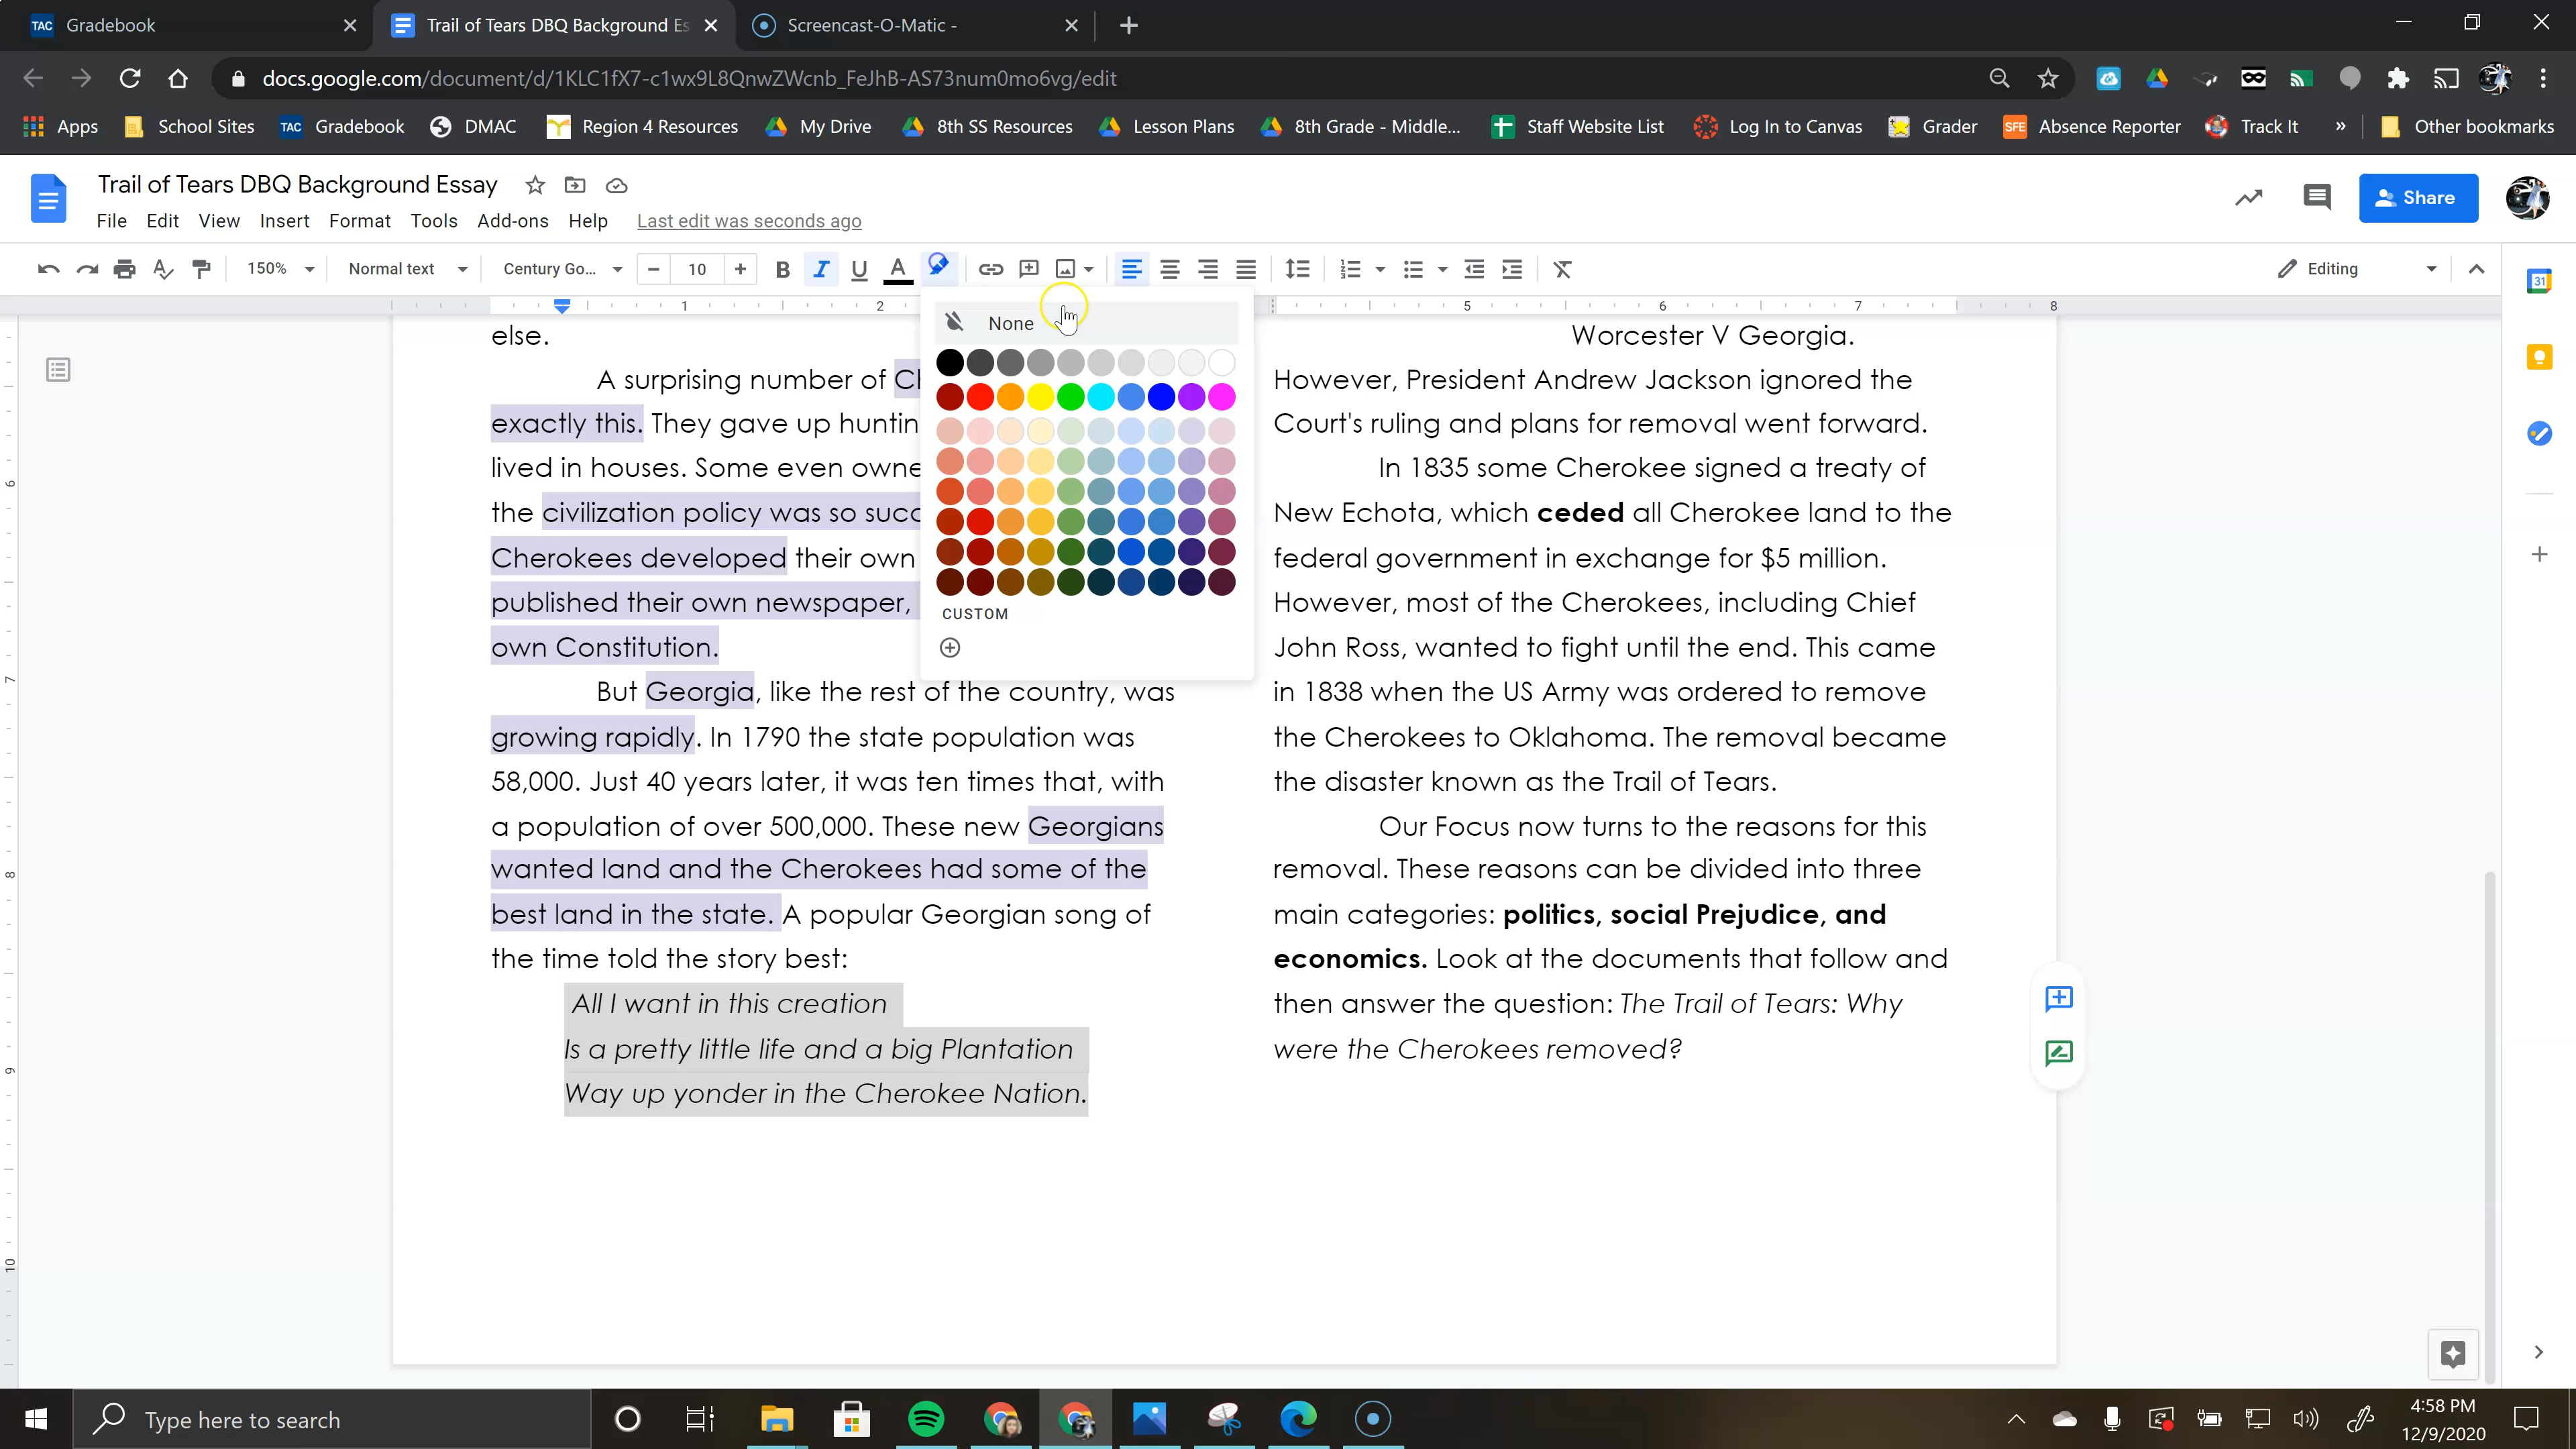 TAC Gradebook
Trail of Tears DBQ Background Es
Screencast-O-Matic -
docs.google.com/document/d/1KLC1fX7-c1wx9L8QnwZWcnb_FeJhB-AS73num0mo6vg/edit
Apps School Sites TAC Gradebook DMAC Region 4 Resources My Drive 8th SS Resources Lesson Plans 8th Grade - Middle... Staff Website List Log In to Canvas Grader SFE Absence Reporter Track It » Other bookmarks
Trail of Tears DBQ Background Essay
Share
File Edit View Insert Format Tools Add-ons Help Last edit was seconds ago
150% Normal text Century Go... 10 B I U A Editing
31
1 2 5 6 7 8
None
CUSTOM
else.
A surprising number of Ch
exactly this. They gave up huntin
lived in houses. Some even owne
the civilization policy was so succ
Cherokees developed their own
published their own newspaper,
own Constitution.
But Georgia, like the rest of the country, was
growing rapidly. In 1790 the state population was
58,000. Just 40 years later, it was ten times that, with
a population of over 500,000. These new Georgians
wanted land and the Cherokees had some of the
best land in the state. A popular Georgian song of
the time told the story best:
All I want in this creation
Is a pretty little life and a big Plantation
Way up yonder in the Cherokee Nation.
Worcester V Georgia.
However, President Andrew Jackson ignored the
Court's ruling and plans for removal went forward.
In 1835 some Cherokee signed a treaty of
New Echota, which ceded all Cherokee land to the
federal government in exchange for $5 million.
However, most of the Cherokees, including Chief
John Ross, wanted to fight until the end. This came
in 1838 when the US Army was ordered to remove
the Cherokees to Oklahoma. The removal became
the disaster known as the Trail of Tears.
Our Focus now turns to the reasons for this
removal. These reasons can be divided into three
main categories: politics, social Prejudice, and
economics. Look at the documents that follow and
then answer the question: The Trail of Tears: Why
were the Cherokees removed?
6
7
8
9
10
Type here to search
4:58 PM
12/9/2020